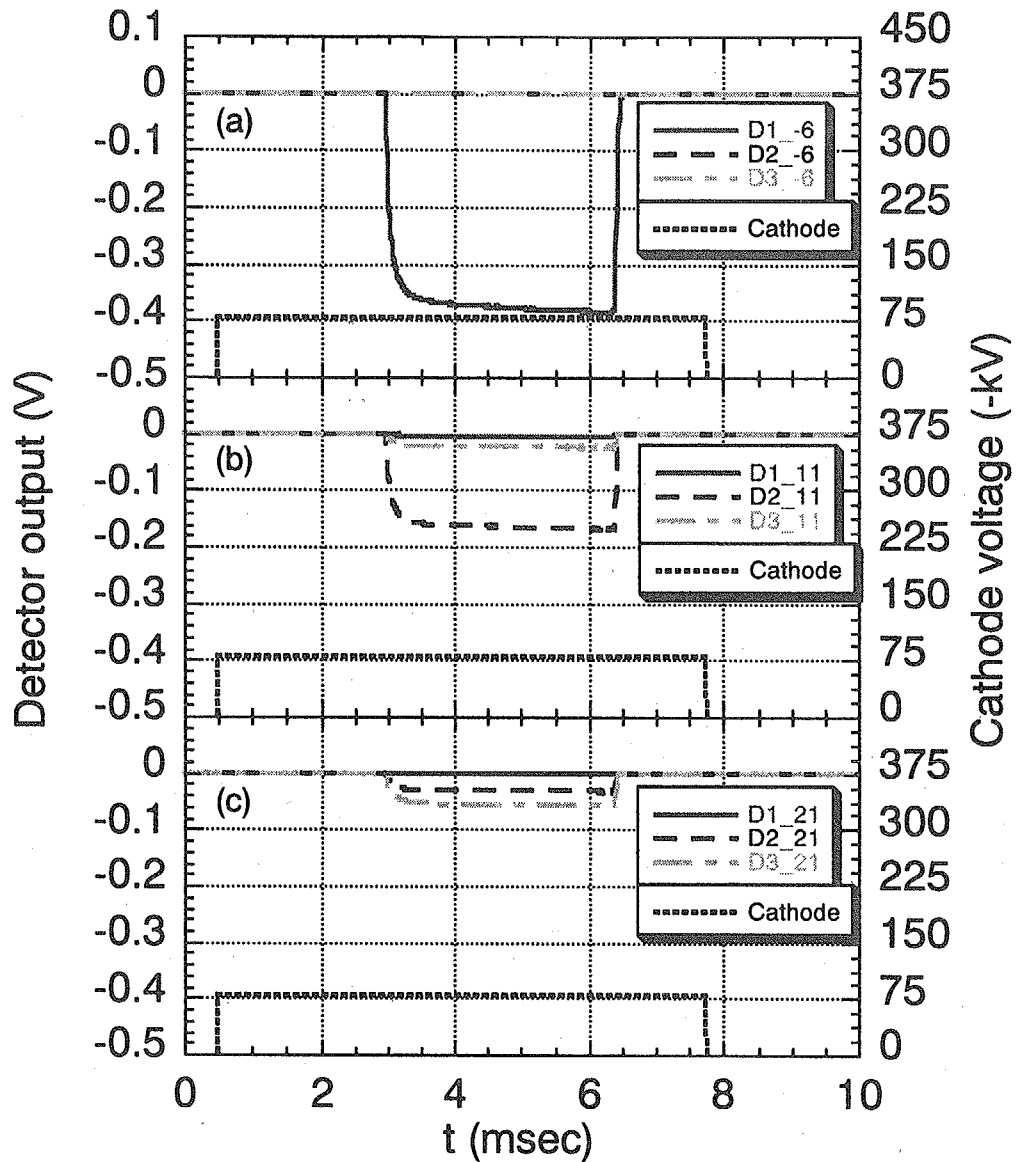 Detector output (V)
Cathode voltage (-kV)
0.1
0
-0.1
-0.2
-0.3
-0.4
-0.5
450
375
300
225
150
75
0
(a)
D1_-6
D2_-6
D3_-6
Cathode
0
-0.1
-0.2
-0.3
-0.4
-0.5
375
300
225
150
75
0
(b)
D1_11
D2_11
D3_11
Cathode
0
-0.1
-0.2
-0.3
-0.4
-0.5
375
300
225
150
75
0
(c)
D1_21
D2_21
D3_21
Cathode
0 2 4 6 8 10
t (msec)